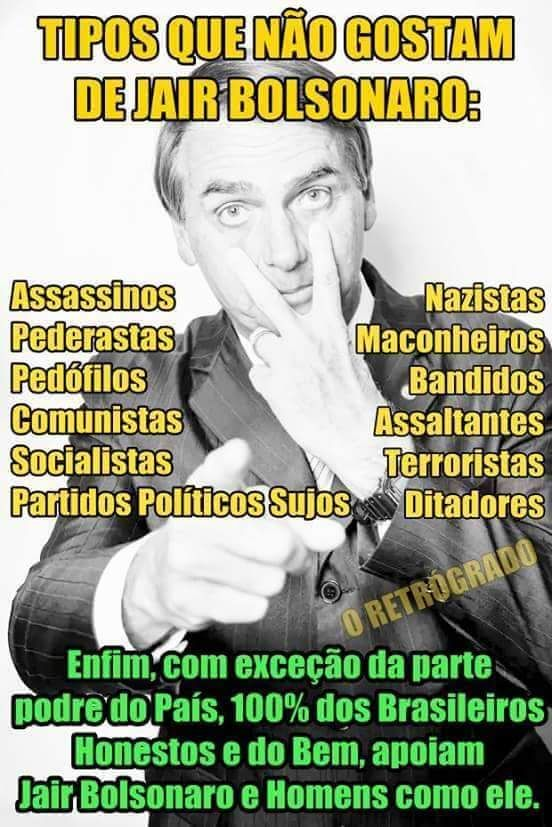 TIPOS QUE NÃO GOSTAM
DE JAIR BOLSONARO:
Assassinos
Pederastas
Pedófilos
Comunistas
Socialistas
Partidos Políticos Sujos
Nazistas
Maconheiros
Bandidos
Assaltantes
Terroristas
Ditadores
O RETRÓGRADO
Enfim, com exceção da parte
podre do País, 100% dos Brasileiros
Honestos e do Bem, apoiam
Jair Bolsonaro e Homens como ele.